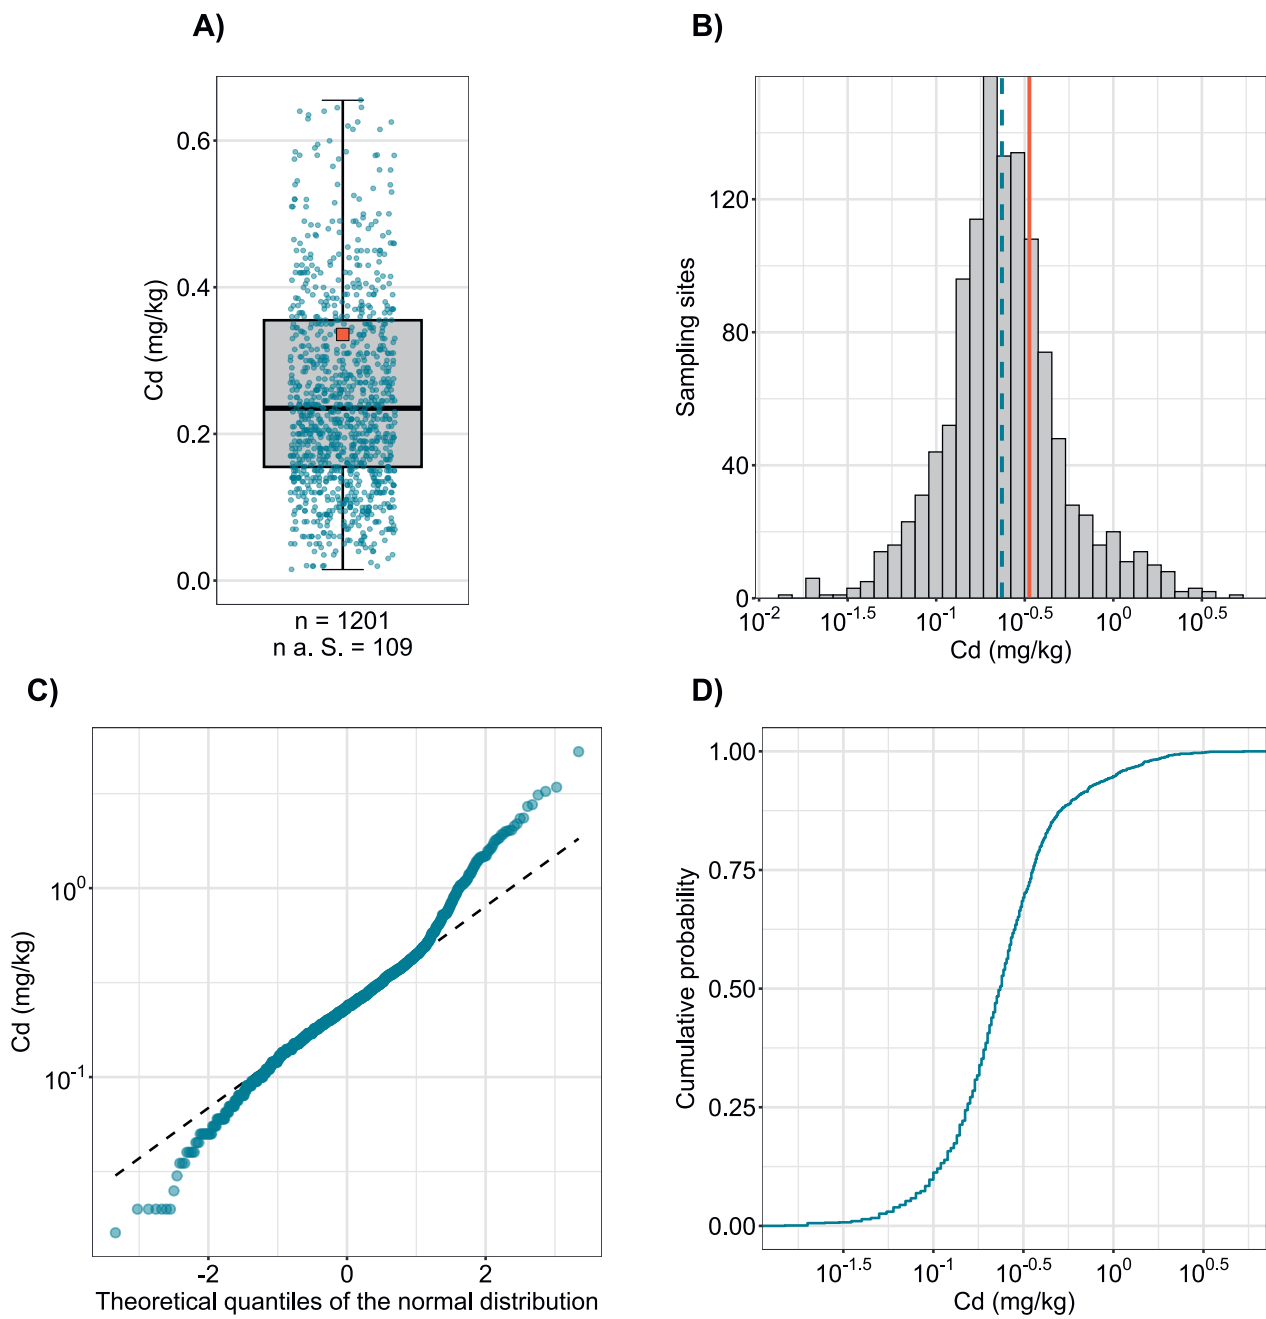 A)
Cd (mg/kg)
0.6
0.4
0.2
0.0
n = 1201
n a. S. = 109
B)
Sampling sites
120
80
40
0
10^-2 10^-1.5 10^-1 10^-0.5 10^0 10^0.5
Cd (mg/kg)
C)
Cd (mg/kg)
10^0
10^-1
-2 0 2
Theoretical quantiles of the normal distribution
D)
Cumulative probability
1.00
0.75
0.50
0.25
0.00
10^-1.5 10^-1 10^-0.5 10^0 10^0.5
Cd (mg/kg)